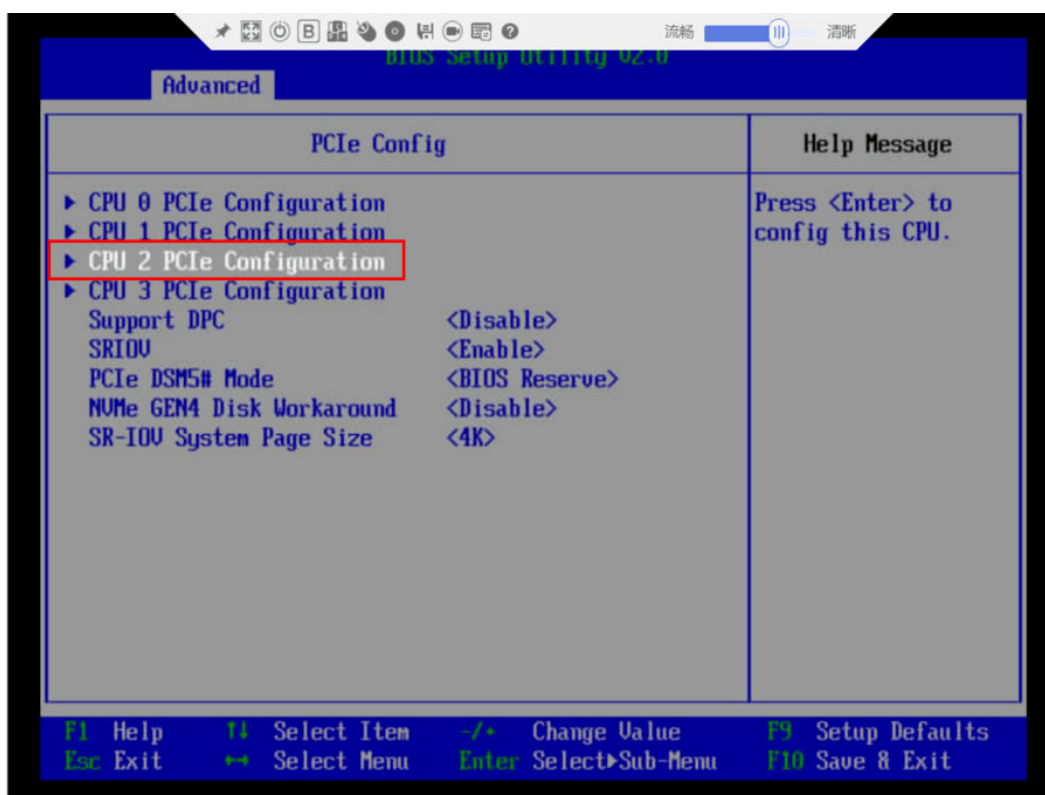 流畅 清晰
BIOS Setup Utility V2.0
Advanced
PCIe Config
Help Message
CPU 0 PCIe Configuration
CPU 1 PCIe Configuration
CPU 2 PCIe Configuration
CPU 3 PCIe Configuration
Support DPC <Disable>
SRIOV <Enable>
PCIe DSM5# Mode <BIOS Reserve>
NVMe GEN4 Disk Workaround <Disable>
SR-IOV System Page Size <4K>
Press <Enter> to
config this CPU.
F1 Help ↑↓ Select Item -/+ Change Value F9 Setup Defaults
Esc Exit ↔ Select Menu Enter Select▶Sub-Menu F10 Save & Exit